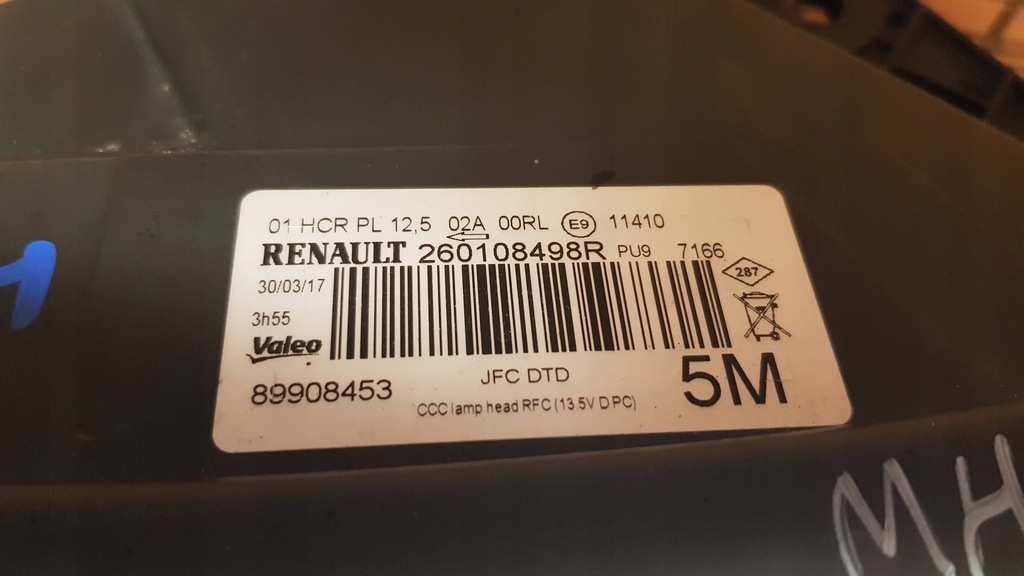 01 HCR PL 12,5 02A 00RL E9 11410
RENAULT 260108498R PU9 7166
30/03/17
287
3h55
Valeo
89908453
JFC DTD
5M
CCC lamp head RFC (13.5V D PC)
MH